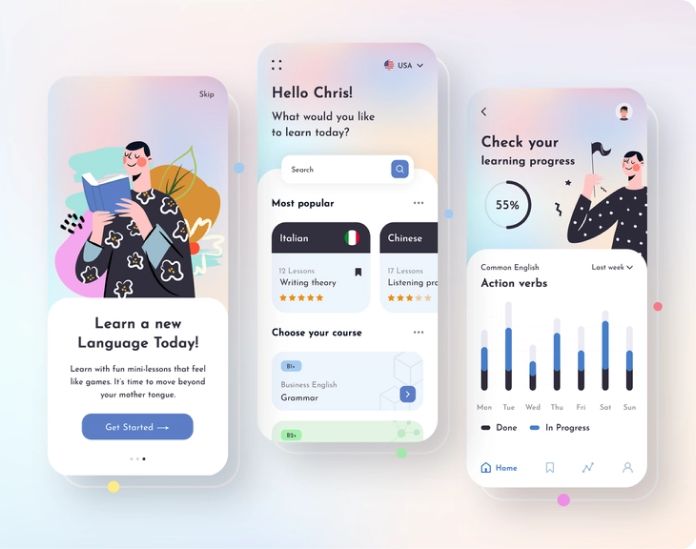 Skip
Learn a new
Language Today!
Learn with fun mini-lessons that feel
like games. It's time to move beyond
your mother tongue.
Get Started
USA
Hello Chris!
What would you like
to learn today?
Search
Most popular
Italian
12 Lessons
Writing theory
Chinese
17 Lessons
Listening pra
Choose your course
B1+
Business English
Grammar
B2+
Check your
learning progress
55%
Common English
Last week
Action verbs
Mon Tue Wed Thu Fri Sat Sun
Done In Progress
Home